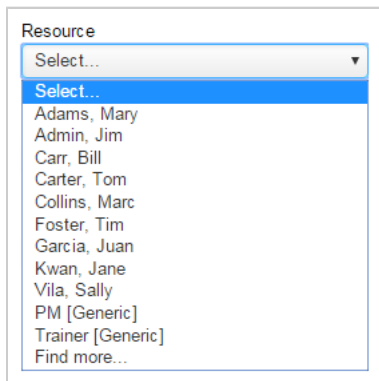 Resource
Select...
Select...
Adams, Mary
Admin, Jim
Carr, Bill
Carter, Tom
Collins, Marc
Foster, Tim
Garcia, Juan
Kwan, Jane
Vila, Sally
PM [Generic]
Trainer [Generic]
Find more...